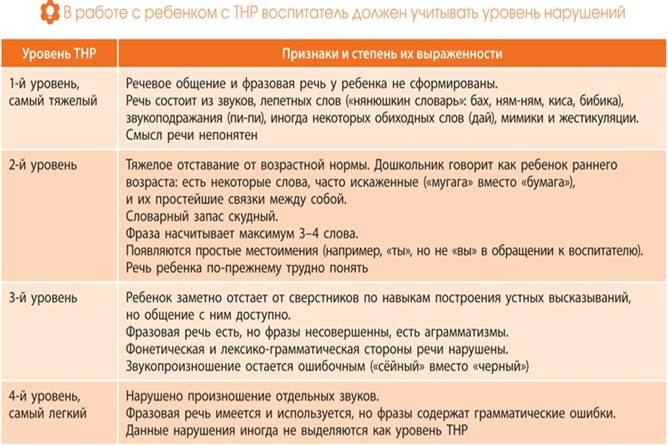 В работе с ребенком с ТНР воспитатель должен учитывать уровень нарушений
Уровень ТНР
Признаки и степень их выраженности
1-й уровень,
самый тяжелый
Речевое общение и фразовая речь у ребенка не сформированы.
Речь состоит из звуков, лепетных слов («нянюшкин словарь»: бах, ням-ням, киса, бибика),
звукоподражания (пи-пи), иногда некоторых обиходных слов (дай), мимики и жестикуляции.
Смысл речи непонятен
2-й уровень
Тяжелое отставание от возрастной нормы. Дошкольник говорит как ребенок раннего
возраста: есть некоторые слова, часто искаженные («мугага» вместо «бумага»),
и их простейшие связки между собой.
Словарный запас скудный.
Фраза насчитывает максимум 3–4 слова.
Появляются простые местоимения (например, «ты», но не «вы» в обращении к воспитателю).
Речь ребенка по-прежнему трудно понять
3-й уровень
Ребенок заметно отстает от сверстников по навыкам построения устных высказываний,
но общение с ним доступно.
Фразовая речь есть, но фразы несовершенны, есть аграмматизмы.
Фонетическая и лексико-грамматическая стороны речи нарушены.
Звукопроизношение остается ошибочным («сёйный» вместо «черный»)
4-й уровень,
самый легкий
Нарушено произношение отдельных звуков.
Фразовая речь имеется и используется, но фразы содержат грамматические ошибки.
Данные нарушения иногда не выделяются как уровень ТНР